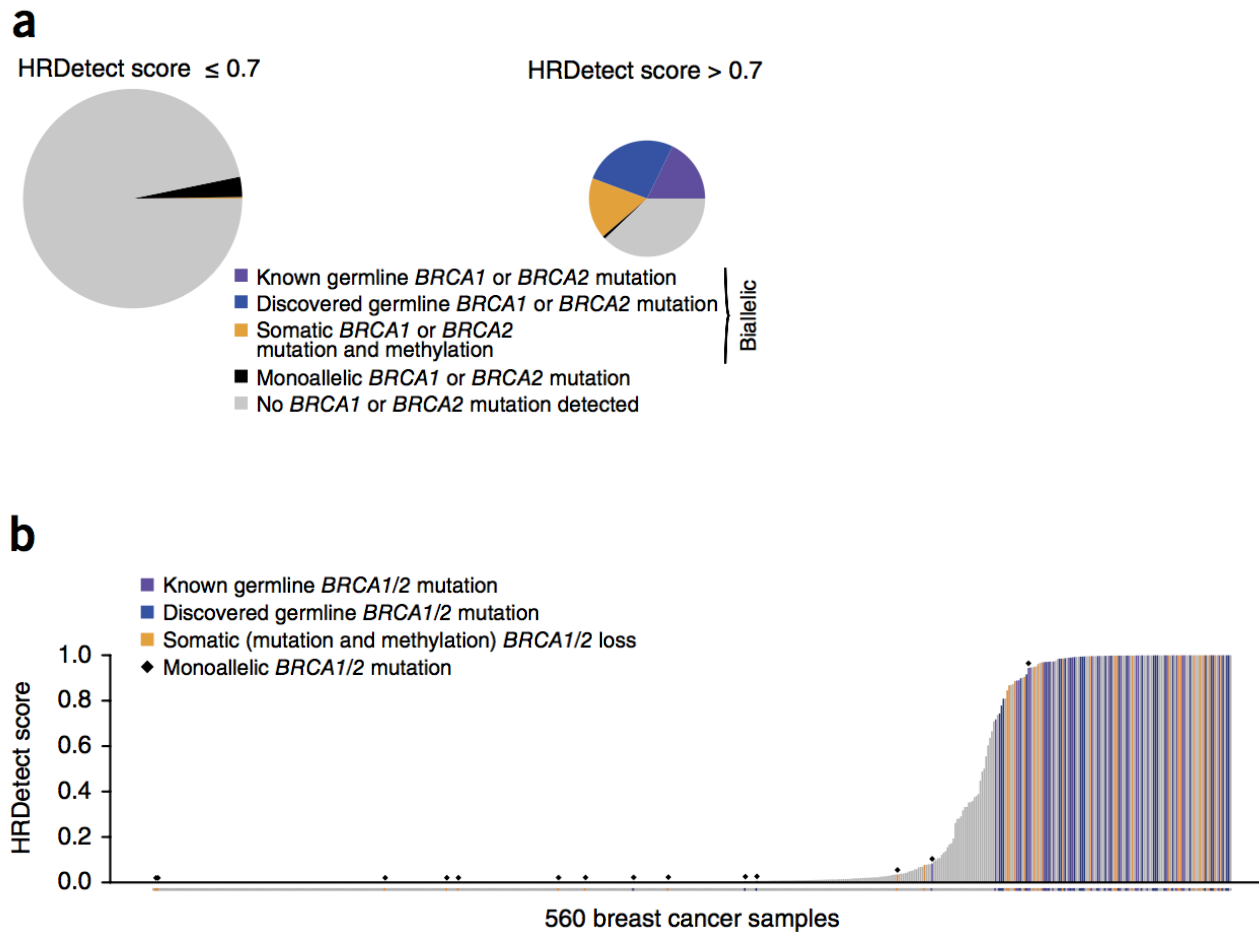 a
HRDetect score ≤ 0.7
HRDetect score > 0.7
Known germline BRCA1 or BRCA2 mutation
Discovered germline BRCA1 or BRCA2 mutation
Somatic BRCA1 or BRCA2
mutation and methylation
Biallelic
Monoallelic BRCA1 or BRCA2 mutation
No BRCA1 or BRCA2 mutation detected
b
Known germline BRCA1/2 mutation
Discovered germline BRCA1/2 mutation
Somatic (mutation and methylation) BRCA1/2 loss
Monoallelic BRCA1/2 mutation
HRDetect score
1.0
0.8
0.6
0.4
0.2
0.0
560 breast cancer samples